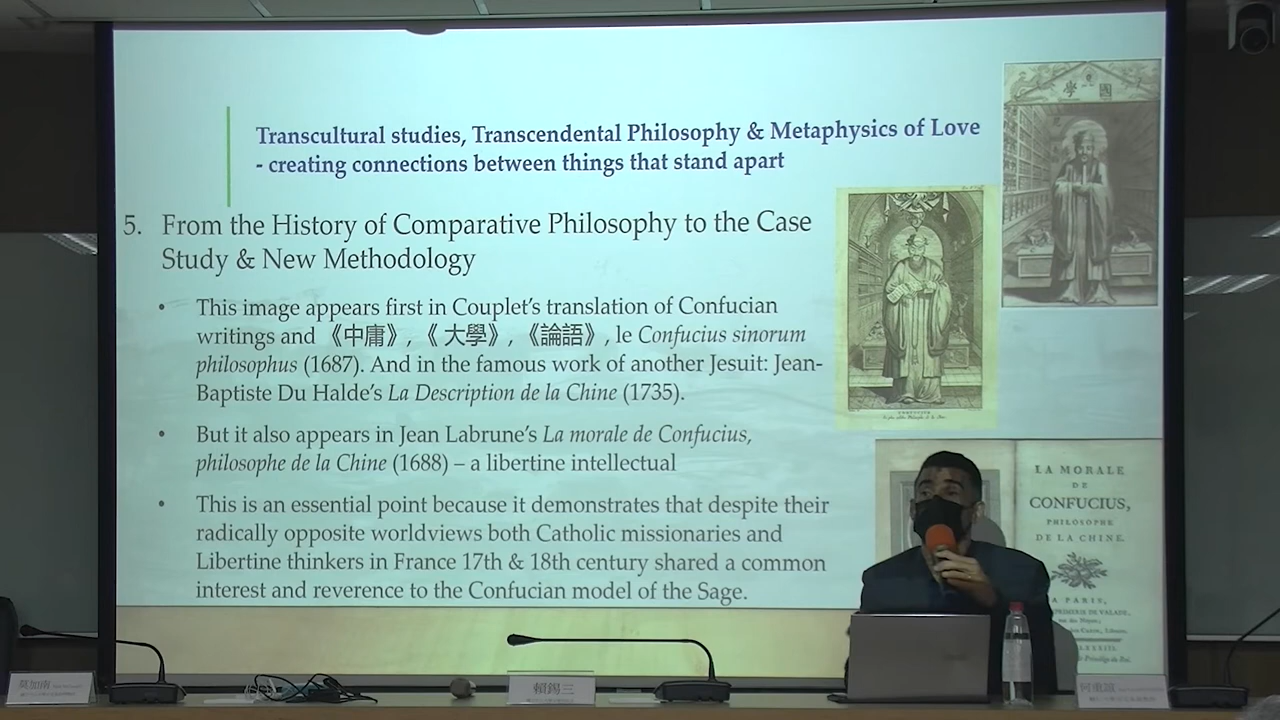 Transcultural studies, Transcendental Philosophy & Metaphysics of Love
- creating connections between things that stand apart
5. From the History of Comparative Philosophy to the Case
Study & New Methodology
• This image appears first in Couplet's translation of Confucian
writings and 《中庸》, 《 大學》, 《論語》, le Confucius sinorum
philosophus (1687). And in the famous work of another Jesuit: Jean-
Baptiste Du Halde's La Description de la Chine (1735).
• But it also appears in Jean Labrune's La morale de Confucius,
philosophe de la Chine (1688) – a libertine intellectual
• This is an essential point because it demonstrates that despite their
radically opposite worldviews both Catholic missionaries and
Libertine thinkers in France 17th & 18th century shared a common
interest and reverence to the Confucian model of the Sage.
學 國
CONFUCIUS
LA MORALE
DE
CONFUCIUS,
PHILOSOPHE
DE LA CHINE.
A PARIS,
莫加南
賴錫三
何重誼